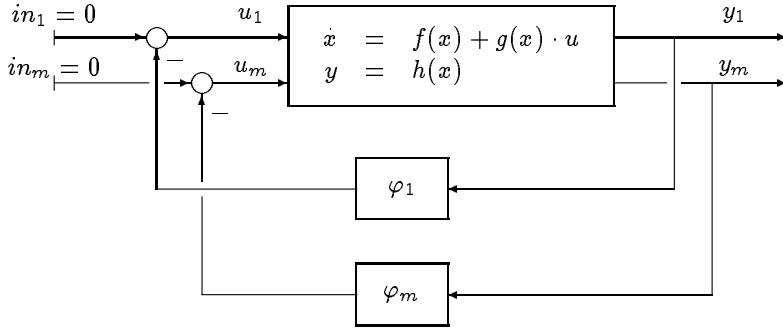 in₁ = 0
u₁
ẋ = f(x) + g(x) · u
y₁
−
inₘ = 0
uₘ
y = h(x)
yₘ
−
φ₁
φₘ